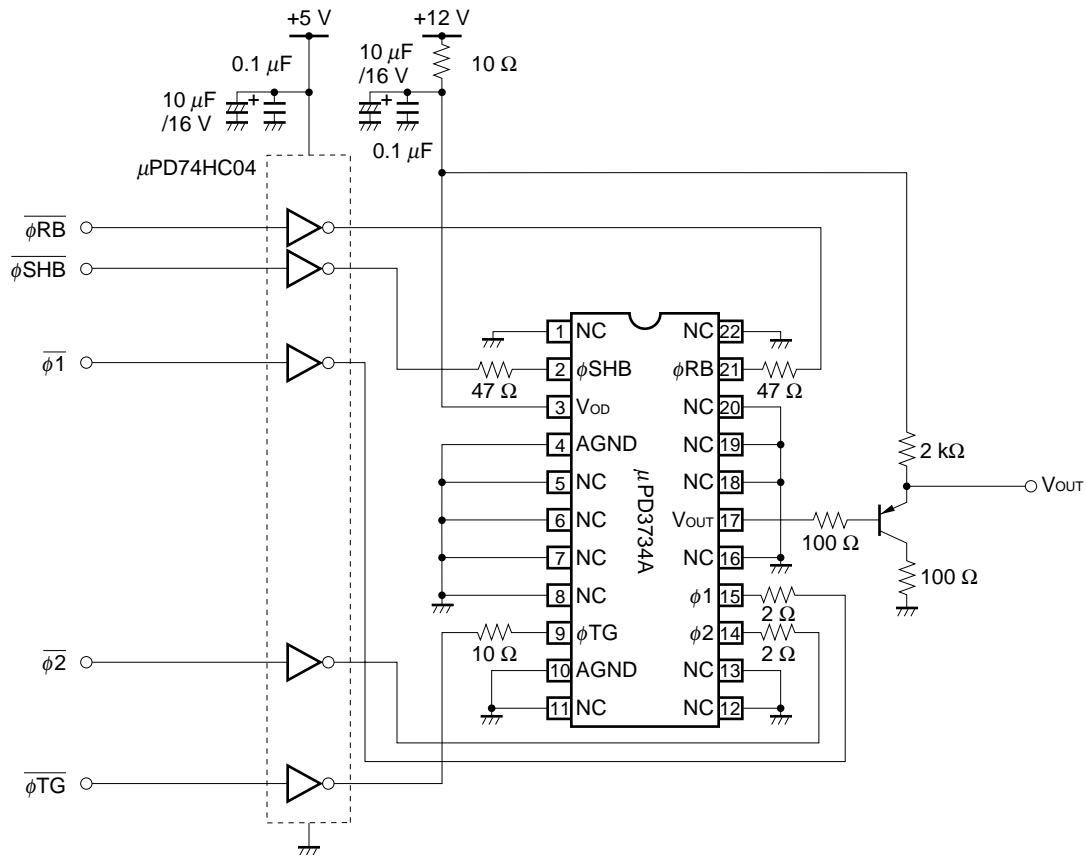 +5 V
+12 V
10 μF
/16 V
10 Ω
0.1 μF
10 μF
/16 V
+
+
0.1 μF
μPD74HC04
φRB
φSHB
φ1
φ2
φTG
1 NC
NC 22
2 φSHB
φRB 21
47 Ω
47 Ω
3 VOD
NC 20
4 AGND
NC 19
2 kΩ
5 NC
NC 18
VOUT
6 NC
VOUT 17
100 Ω
7 NC
NC 16
100 Ω
8 NC
φ1 15
2 Ω
9 φTG
φ2 14
10 Ω
2 Ω
10 AGND
NC 13
11 NC
NC 12
μPD3734A